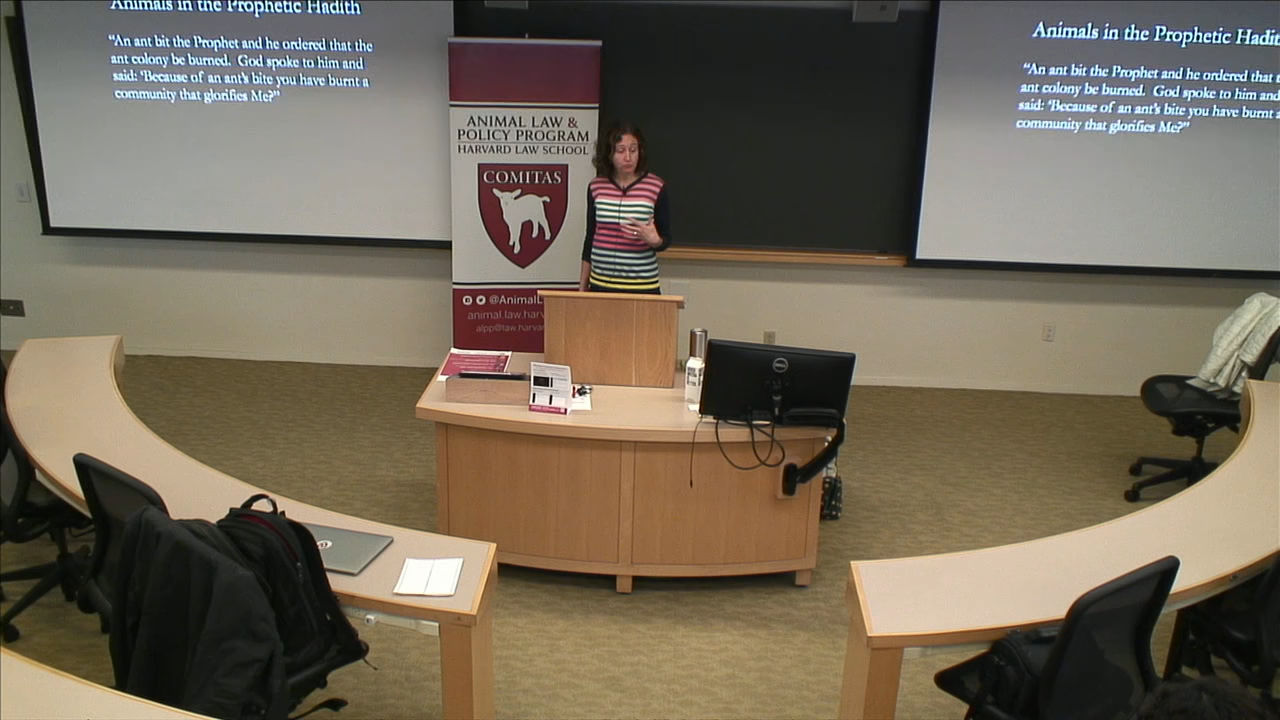 Animals in the Prophetic Hadith
“An ant bit the Prophet and he ordered that the
ant colony be burned. God spoke to him and
said: ‘Because of an ant’s bite you have burnt a
community that glorifies Me?”
ANIMAL LAW &
POLICY PROGRAM
HARVARD LAW SCHOOL
COMITAS
@AnimalL
animal.law.harv
alpp@law.harvar
Animals in the Prophetic Hadit
“An ant bit the Prophet and he ordered that t
ant colony be burned. God spoke to him and
said: ‘Because of an ant’s bite you have burnt a
community that glorifies Me?”
DELL